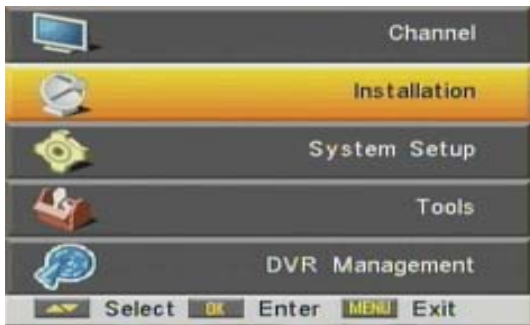 Channel
Installation
System Setup
Tools
DVR Management
Select OK Enter MENU Exit